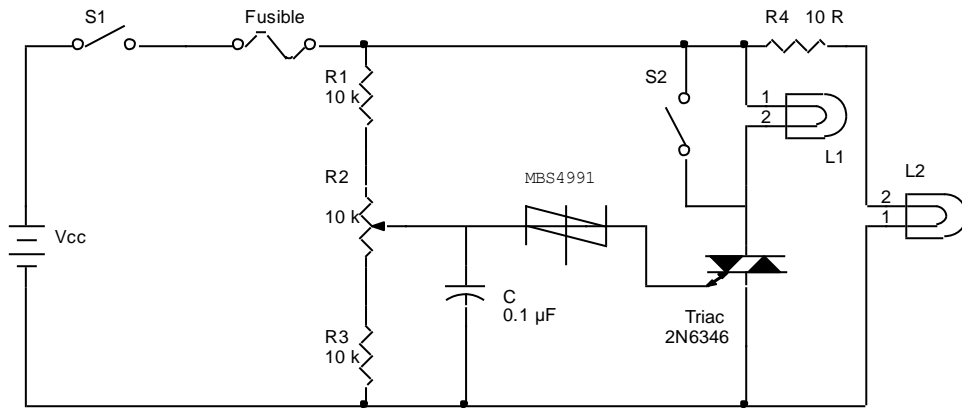 S1
Fusible
R4 10 R
R1
10 k
S2
1
2
L1
R2
10 k
MBS4991
L2
2
1
Vcc
C
0.1 µF
Triac
2N6346
R3
10 k